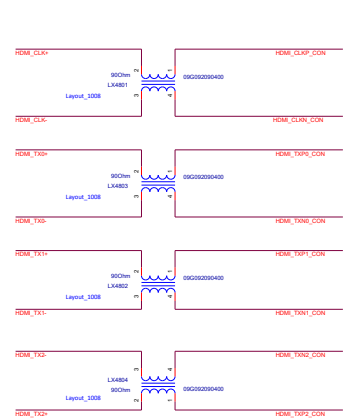 HDMI_CLK+ HDMI_CLKP_CON
2 1
90Ohm 09G092090400
LX4801
Layout_1008 3 4
HDMI_CLK- HDMI_CLKN_CON
HDMI_TX0+ HDMI_TXP0_CON
2 1
90Ohm 09G092090400
LX4803
Layout_1008 3 4
HDMI_TX0- HDMI_TXN0_CON
HDMI_TX1+ HDMI_TXP1_CON
2 1
90Ohm 09G092090400
LX4802
Layout_1008 3 4
HDMI_TX1- HDMI_TXN1_CON
HDMI_TX2- HDMI_TXN2_CON
3 4
LX4804
90Ohm 09G092090400
Layout_1008 2 1
HDMI_TX2+ HDMI_TXP2_CON